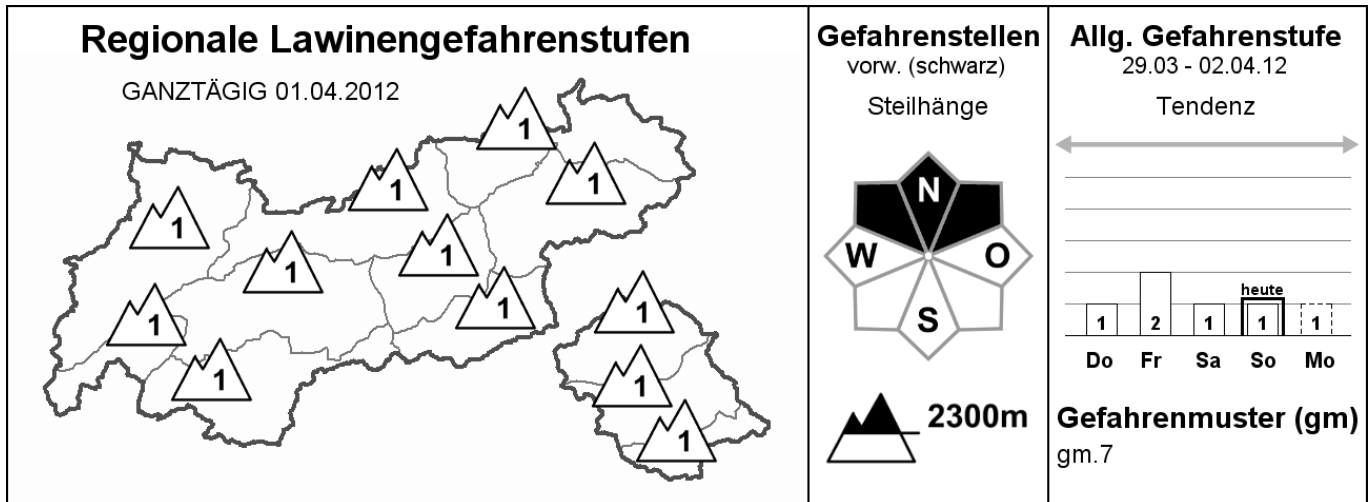 Regionale Lawinengefahrenstufen
GANZTÄGIG 01.04.2012
1
1
1
1
1
1
1
1
1
1
1
1
Gefahrenstellen
vorw. (schwarz)
Steilhänge
N
W O
S
2300m
Allg. Gefahrenstufe
29.03 - 02.04.12
Tendenz
heute
1 2 1 1 1
Do Fr Sa So Mo
Gefahrenmuster (gm)
gm.7